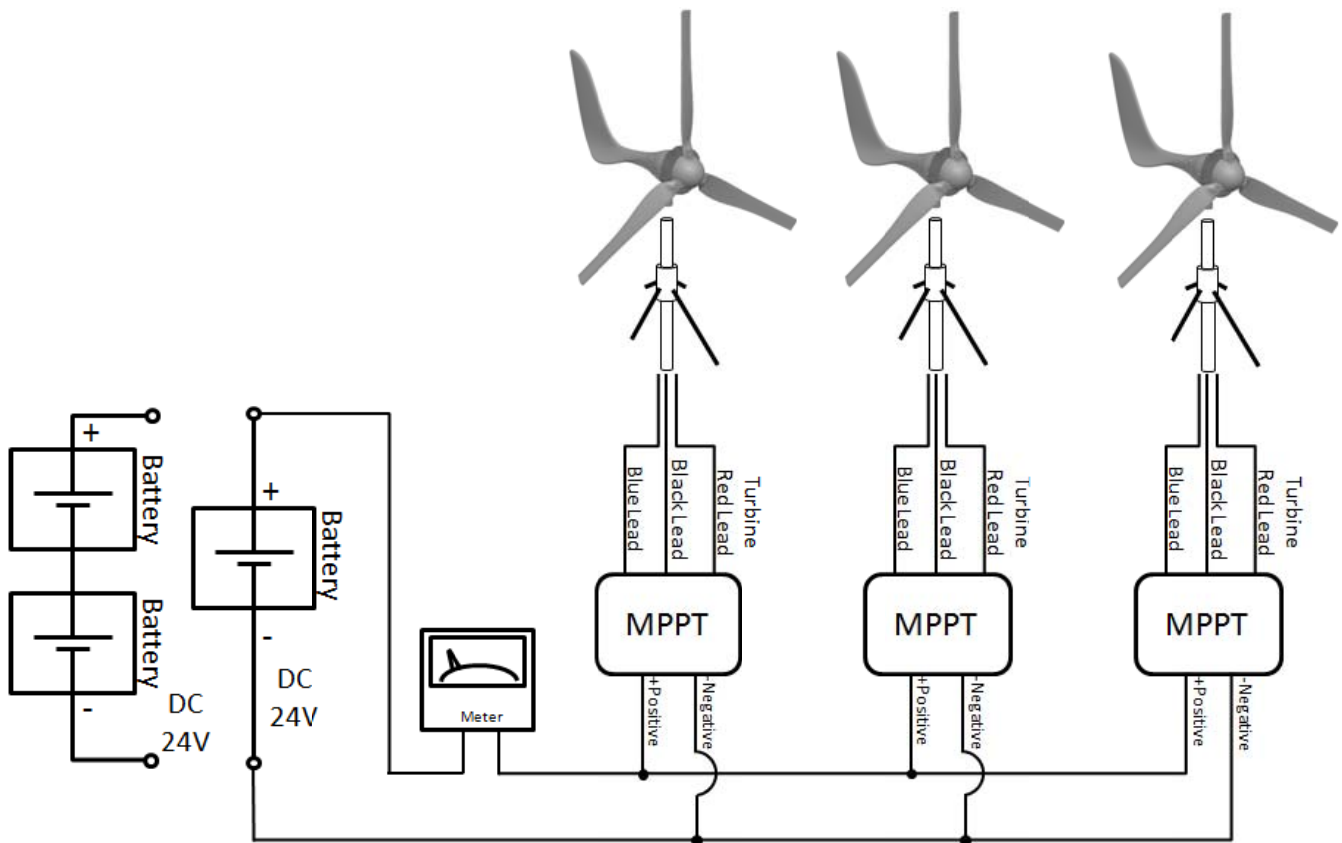 +
Battery
Battery
-
DC
24V
+
Battery
-
DC
24V
Meter
Blue Lead
Black Lead
Red Lead
Turbine
MPPT
+Positive
-Negative
Blue Lead
Black Lead
Red Lead
Turbine
MPPT
+Positive
-Negative
Blue Lead
Black Lead
Red Lead
Turbine
MPPT
+Positive
-Negative